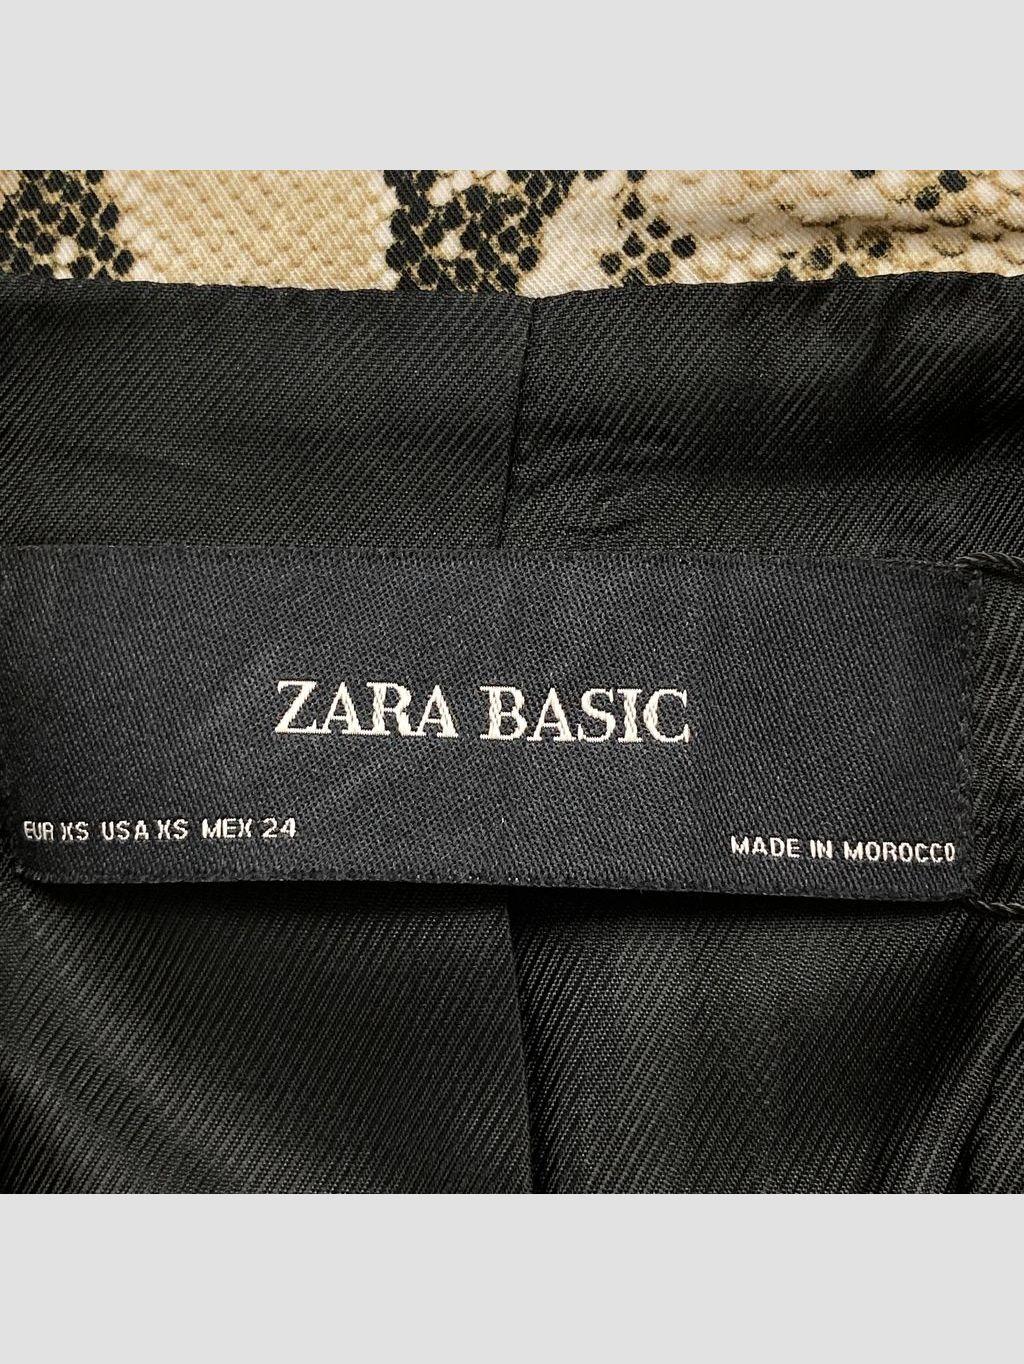 ZARA BASIC
EUR XS USA XS MEX 24
MADE IN MOROCCO